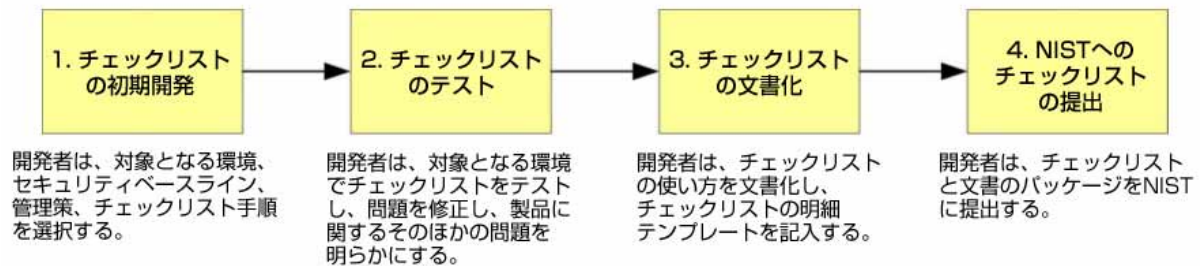 1. チェックリスト
の初期開発
2. チェックリスト
のテスト
3. チェックリスト
の文書化
4. NISTへの
チェックリスト
の提出
開発者は、対象となる環境、
セキュリティベースライン、
管理策、チェックリスト手順
を選択する。
開発者は、対象となる環境
でチェックリストをテスト
し、問題を修正し、製品に
関するそのほかの問題を
明らかにする。
開発者は、チェックリスト
の使い方を文書化し、
チェックリストの明細
テンプレートを記入する。
開発者は、チェックリスト
と文書のパッケージをNIST
に提出する。